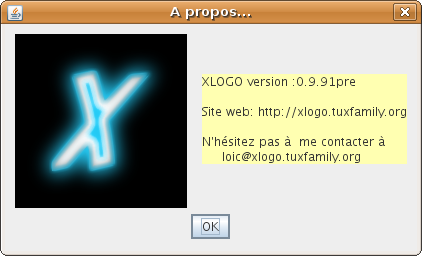 A propos...
XLOGO version :0.9.91pre
Site web: http://xlogo.tuxfamily.org
N'hésitez pas à  me contacter à
loic@xlogo.tuxfamily.org
OK